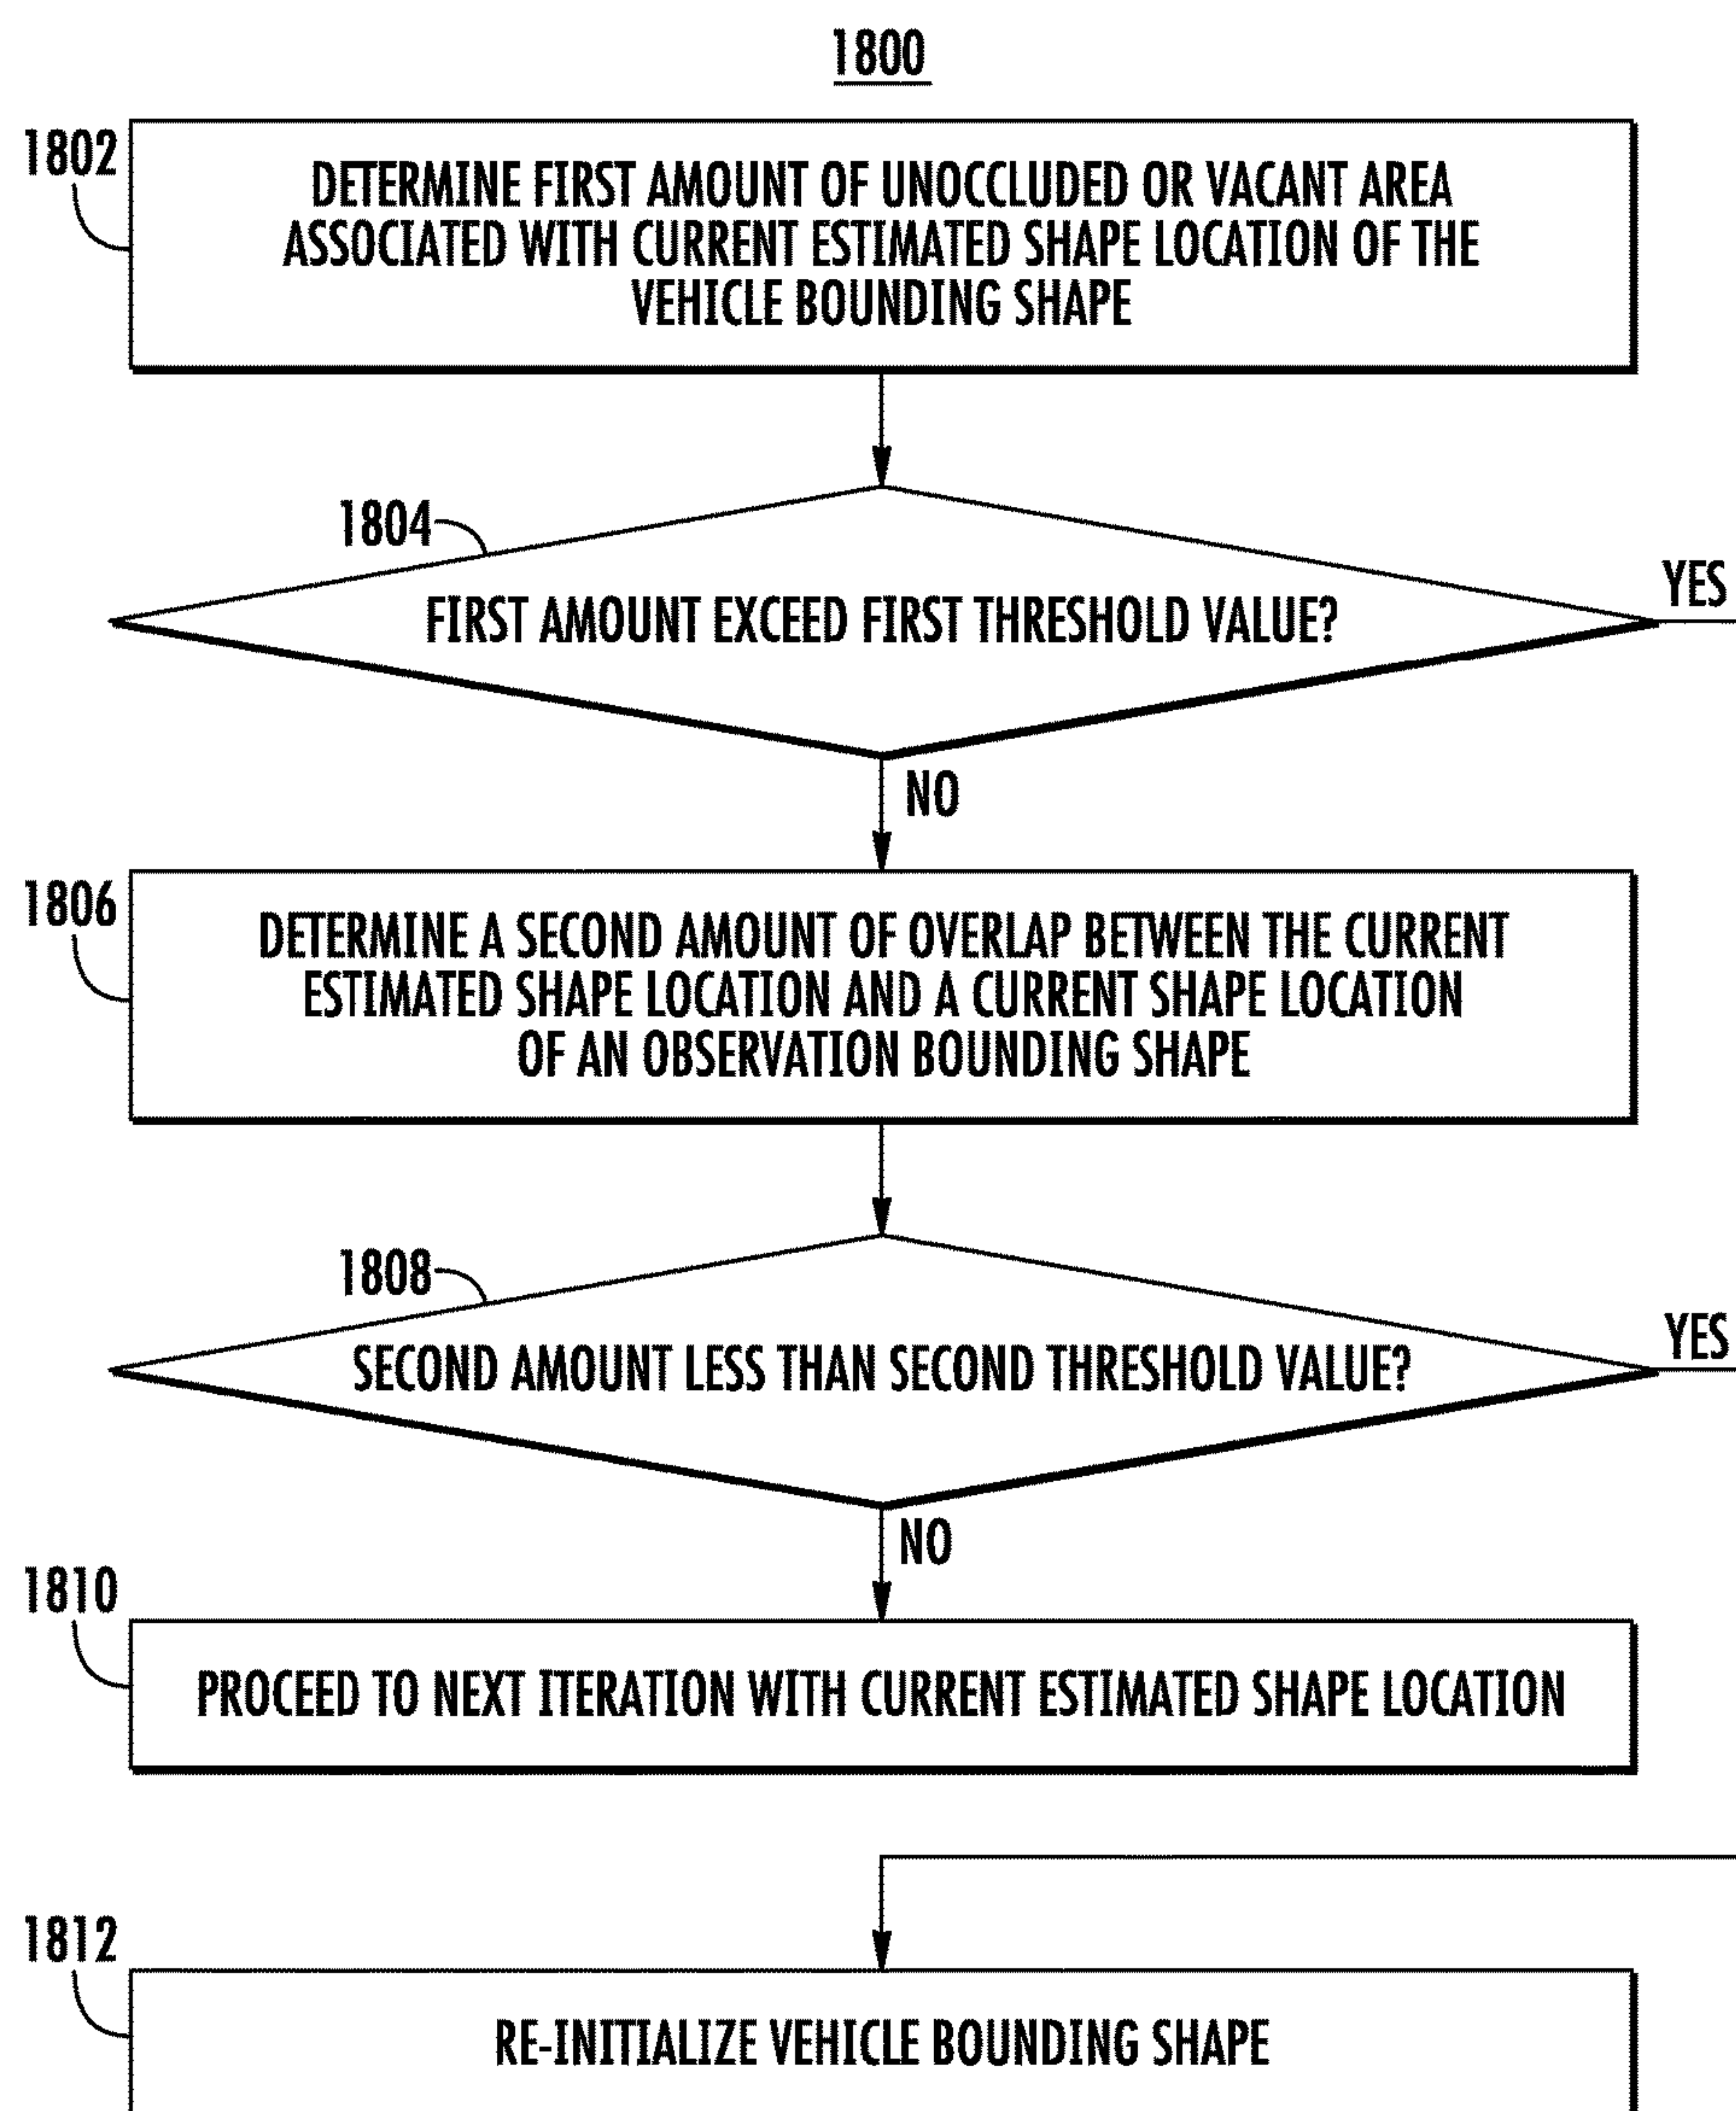 1800
1802
DETERMINE FIRST AMOUNT OF UNOCCLUDED OR VACANT AREA
ASSOCIATED WITH CURRENT ESTIMATED SHAPE LOCATION OF THE
VEHICLE BOUNDING SHAPE
1804
FIRST AMOUNT EXCEED FIRST THRESHOLD VALUE?
YES
NO
1806
DETERMINE A SECOND AMOUNT OF OVERLAP BETWEEN THE CURRENT
ESTIMATED SHAPE LOCATION AND A CURRENT SHAPE LOCATION
OF AN OBSERVATION BOUNDING SHAPE
1808
SECOND AMOUNT LESS THAN SECOND THRESHOLD VALUE?
YES
NO
1810
PROCEED TO NEXT ITERATION WITH CURRENT ESTIMATED SHAPE LOCATION
1812
RE-INITIALIZE VEHICLE BOUNDING SHAPE